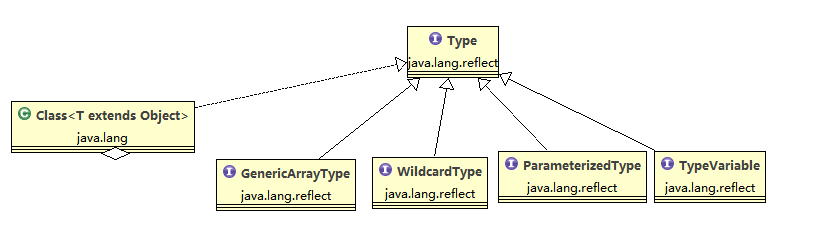 Type
java.lang.reflect
Class<T extends Object>
java.lang
GenericArrayType
java.lang.reflect
WildcardType
java.lang.reflect
ParameterizedType
java.lang.reflect
TypeVariable
java.lang.reflect